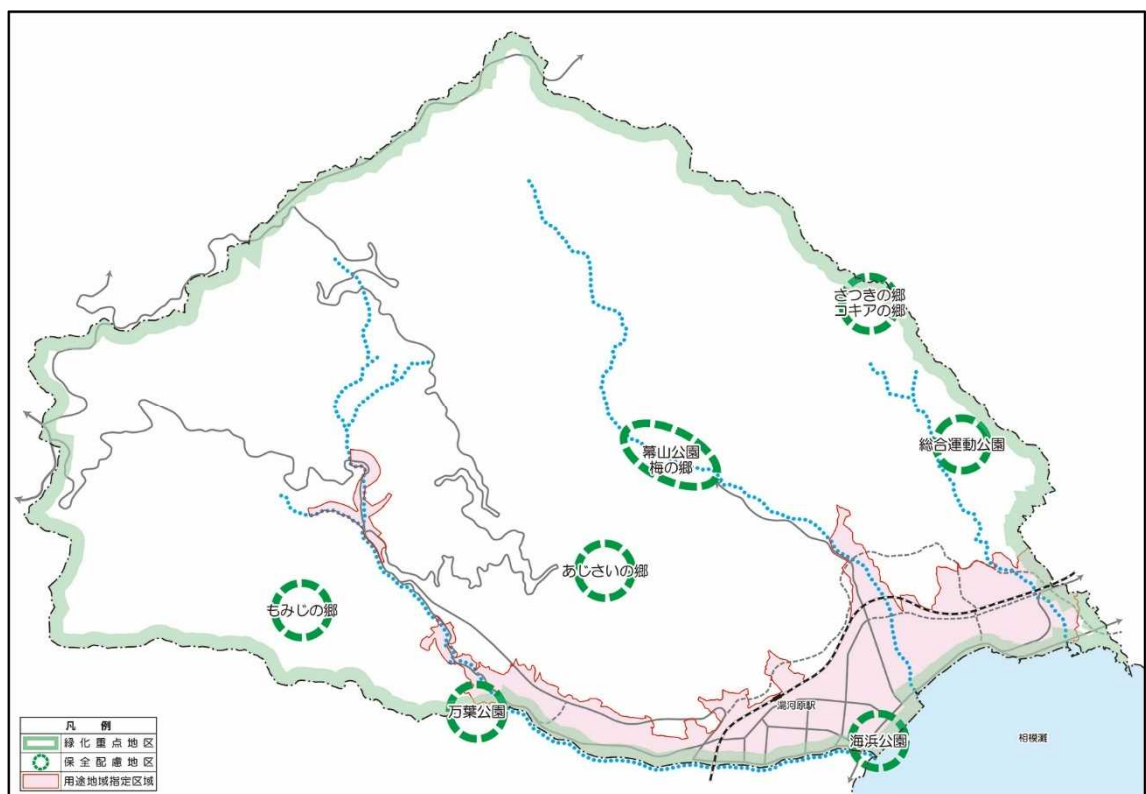 さつきの郷
コキアの郷
総合運動公園
幕山公園
梅の郷
あじさいの郷
もみじの郷
万葉公園
湯河原駅
海浜公園
相模灘
凡例
緑化重点地区
保全配慮地区
用途地域指定区域